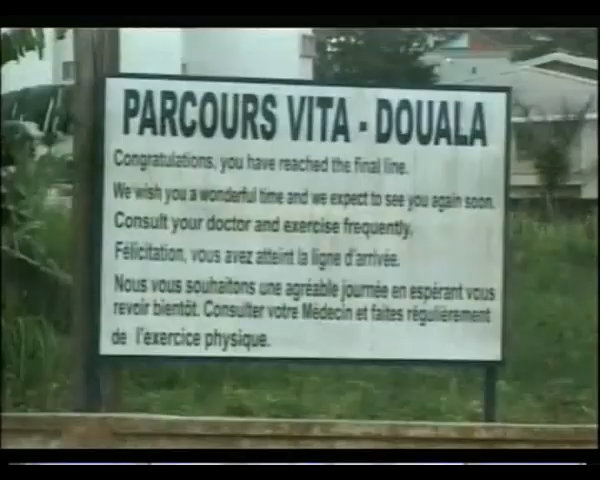 PARCOURS VITA - DOUALA
Congratulations, you have reached the final line.
We wish you a wonderful time and we expect to see you again soon.
Consult your doctor and exercise frequently.
Félicitation, vous avez atteint la ligne d'arrivée.
Nous vous souhaitons une agréable journée en espérant vous
revoir bientôt. Consulter votre Médecin et faites régulièrement
de l'exercice physique.